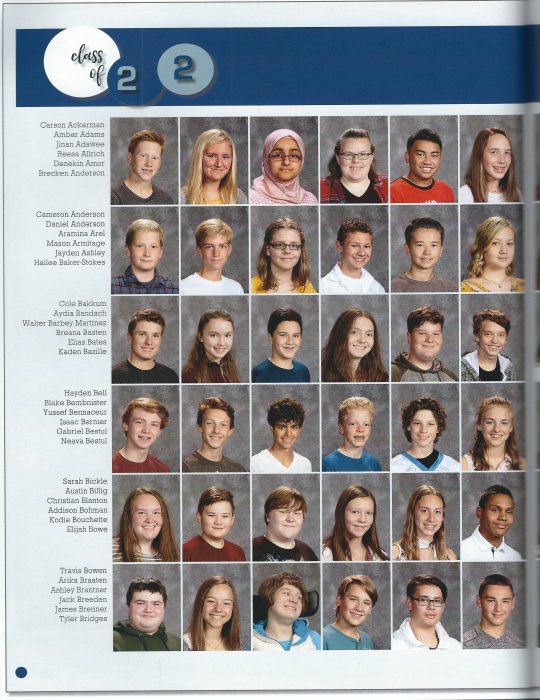 class
of
2 2
Carson Ackerman
Amber Adams
Jinan Adawee
Reesa Allrich
Denekin Amor
Brecken Anderson
Cameron Anderson
Daniel Anderson
Aramina Arel
Mason Armitage
Jayden Ashley
Hailee Baker-Stokes
Cole Bakkum
Aydia Bandach
Walter Barbey Martinez
Breana Basten
Elias Bates
Kaden Bazille
Hayden Bell
Blake Bembnister
Yussef Bennaceur
Isaac Bernier
Gabriel Bestul
Neava Bestul
Sarah Bickle
Austin Billig
Christian Blanton
Addison Bohman
Kodie Bouchette
Elijah Bowe
Travis Bowen
Arika Braaten
Ashley Brantner
Jack Breeden
James Brenner
Tyler Bridges